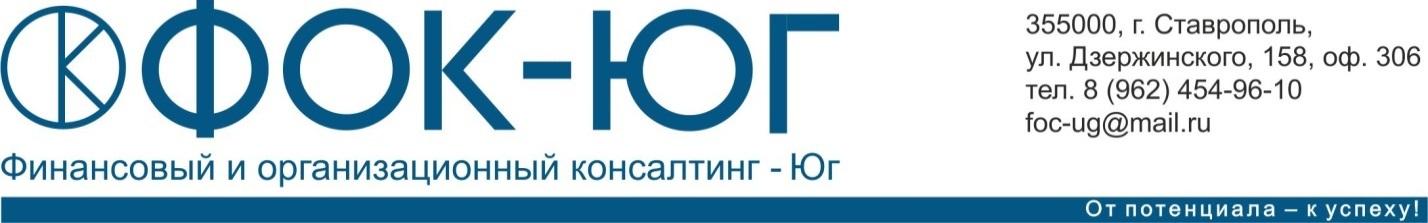 ФОК-ЮГ
Финансовый и организационный консалтинг - Юг
355000, г. Ставрополь,
ул. Дзержинского, 158, оф. 306
тел. 8 (962) 454-96-10
foc-ug@mail.ru
От потенциала – к успеху!